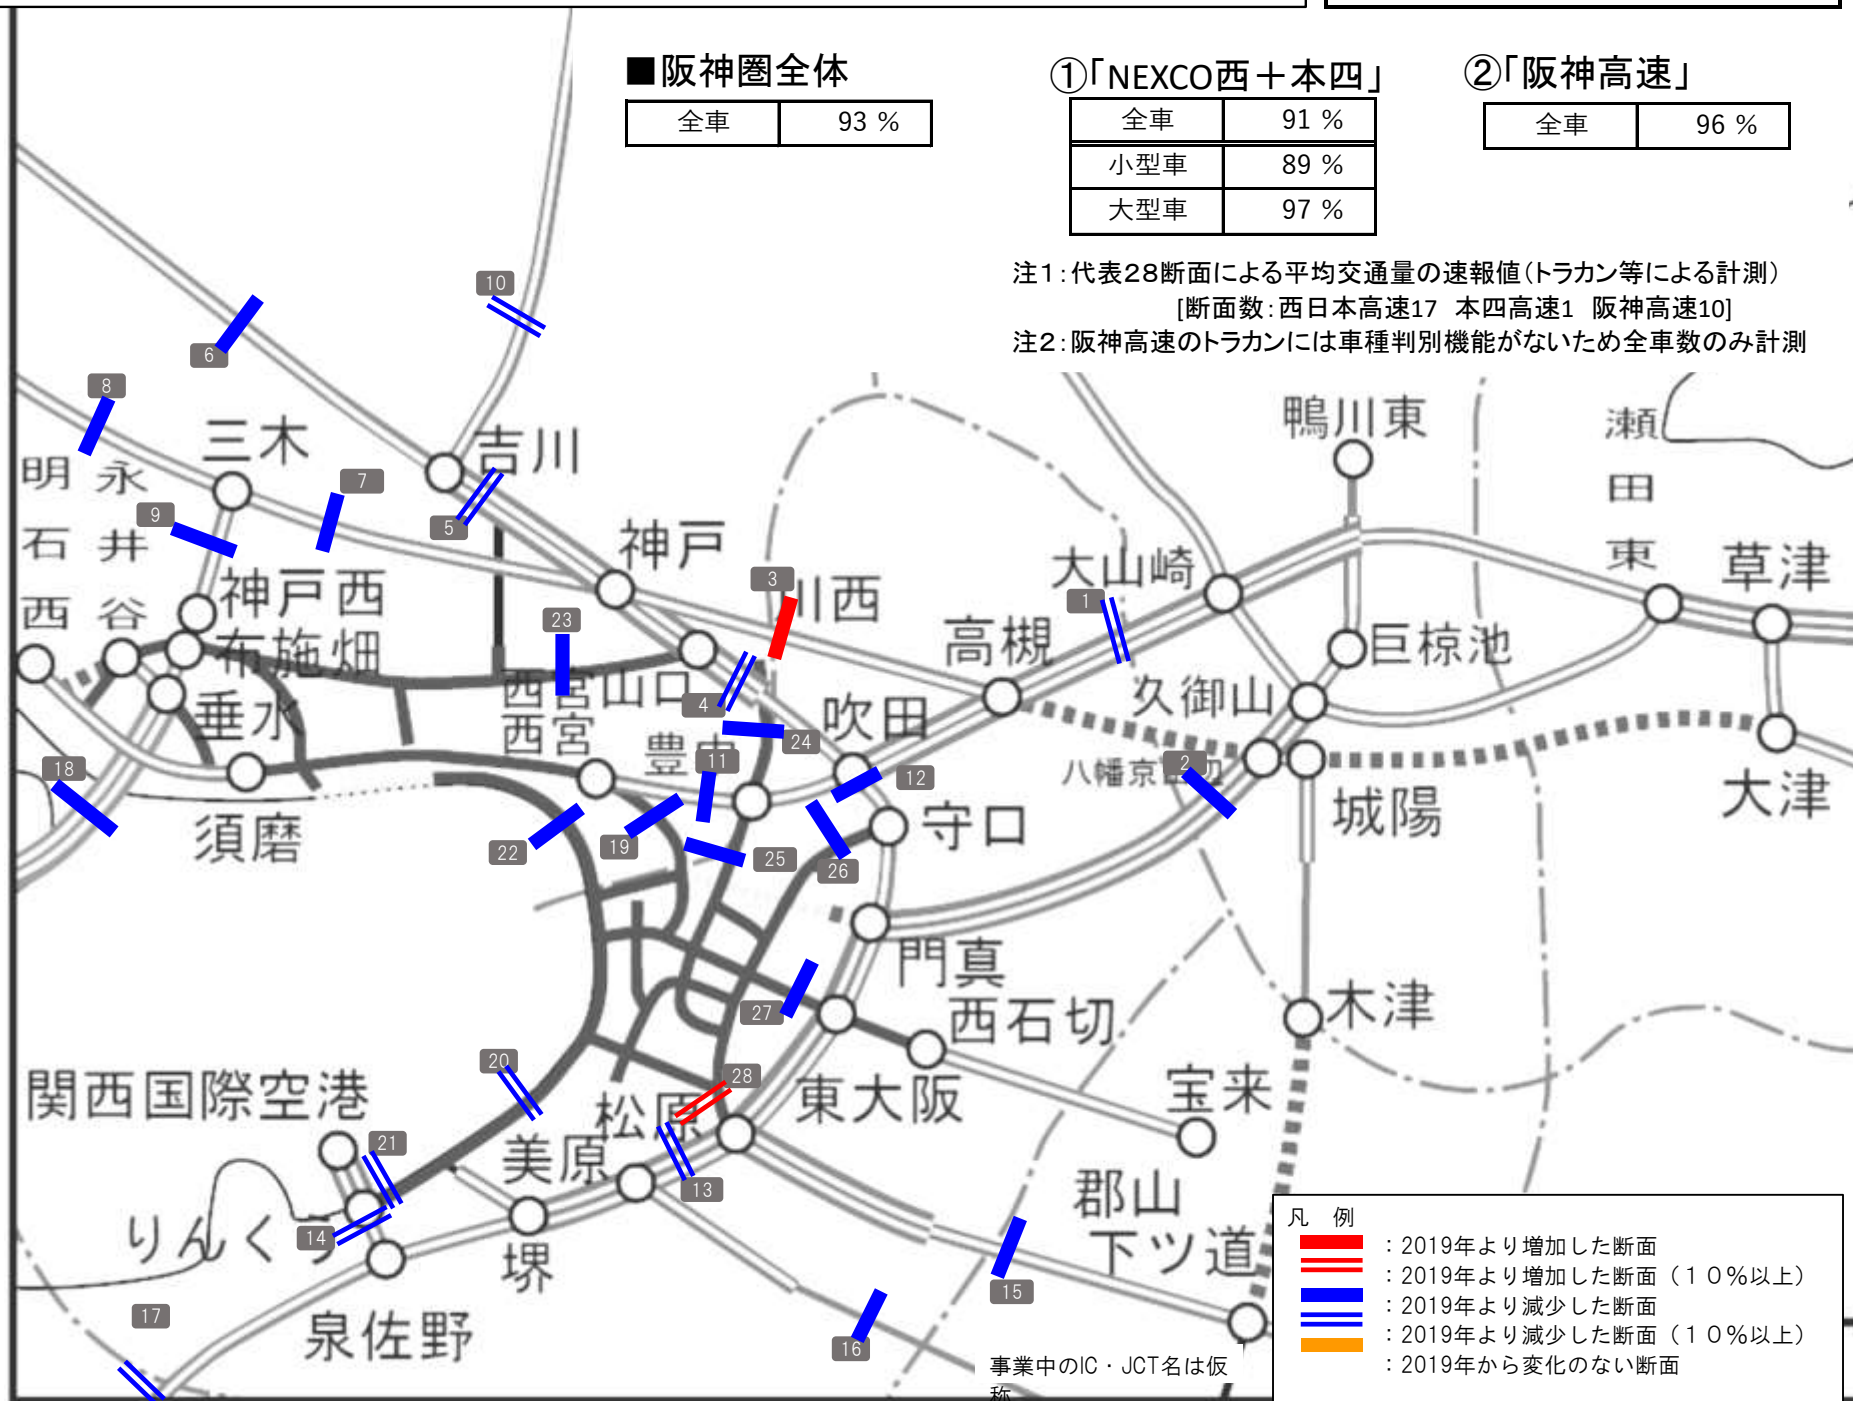 ■阪神圏全体
全車 93 %
①「NEXCO西＋本四」
全車 91 %
小型車 89 %
大型車 97 %
②「阪神高速」
全車 96 %
注１：代表２８断面による平均交通量の速報値（トラカン等による計測）
[断面数：西日本高速17 本四高速1 阪神高速10]
注２：阪神高速のトラカンには車種判別機能がないため全車数のみ計測
10
6
8
三木
吉川
7
5
9
明石西
永井谷
神戸西
布施畑
神戸
3
川西
大山崎
1
鴨川東
瀬田東
草津
23
西宮山口
西宮
4
高槻
巨椋池
久御山
垂水
豊中
11
24
吹田
12
八幡京田辺
2
城陽
大津
18
須磨
22
19
25
26
守口
門真
27
西石切
木津
関西国際空港
20
28
松原
東大阪
宝来
21
美原
13
郡山
下ツ道
14
りんくう
堺
15
17
泉佐野
16
事業中のIC・JCT名は仮
称
凡 例
：2019年より増加した断面
：2019年より増加した断面（１０％以上）
：2019年より減少した断面
：2019年より減少した断面（１０％以上）
：2019年から変化のない断面